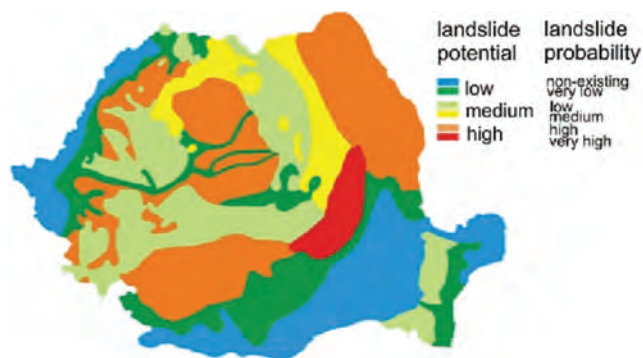 landslide potential
landslide probability
low
non-existing
very low
medium
low
medium
high
high
very high